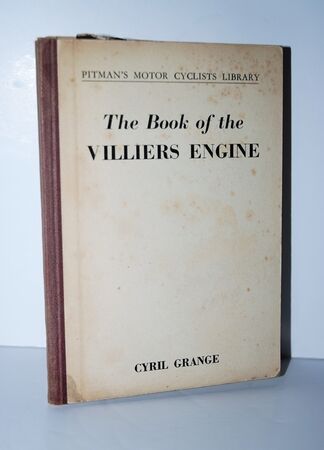 PITMAN'S MOTOR CYCLISTS LIBRARY
The Book of the
VILLIERS ENGINE
CYRIL GRANGE